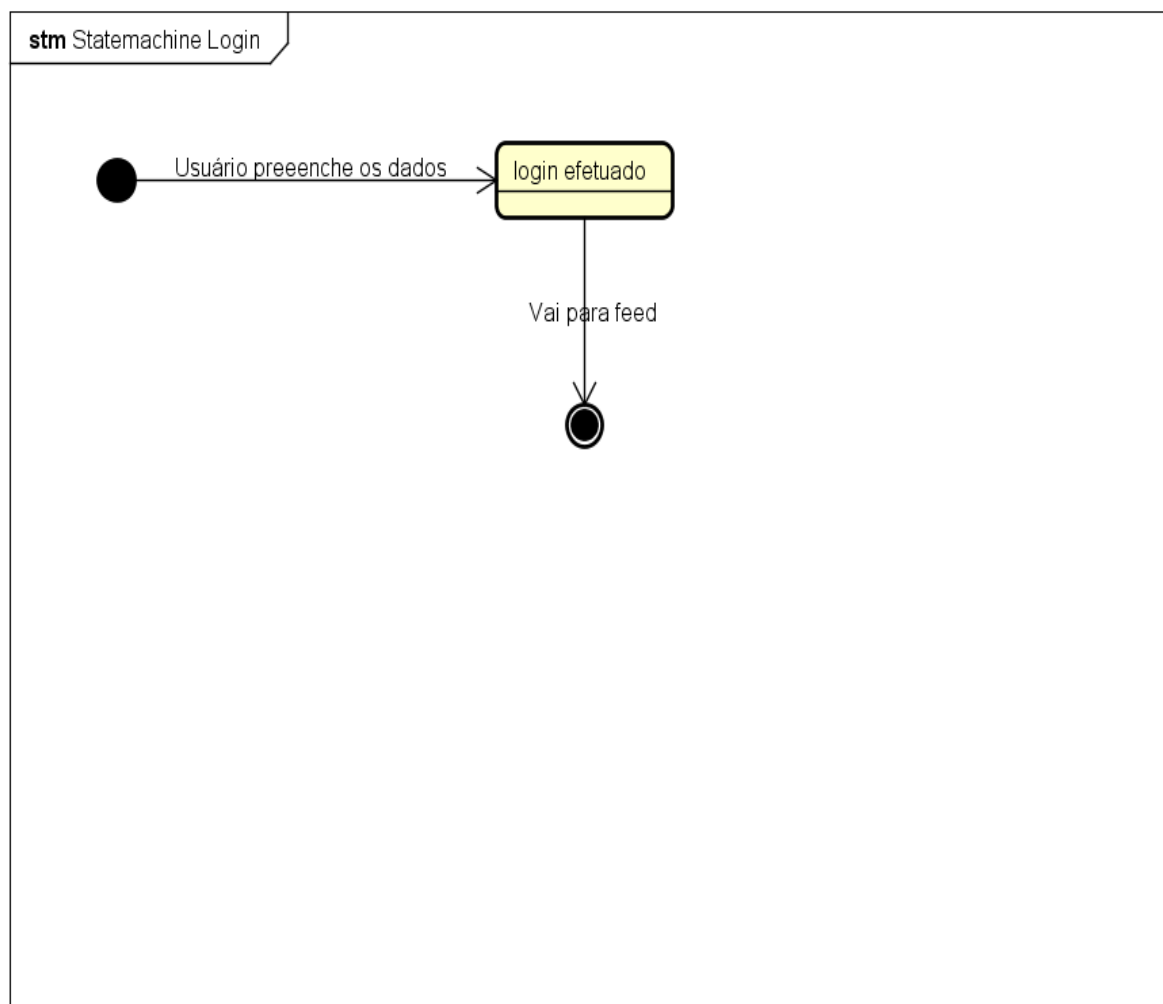 stm Statemachine Login
Usuário preeenche os dados
login efetuado
Vai para feed